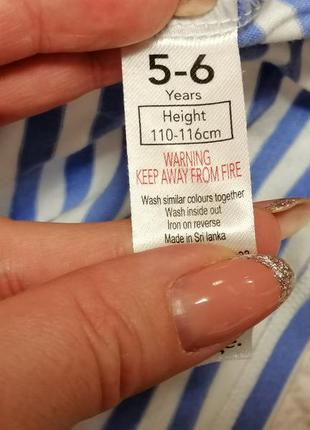 5-6
Years
Height
110-116cm
WARNING
KEEP AWAY FROM FIRE
Wash similar colours together
Wash inside out
Iron on reverse
Made in Sri lanka